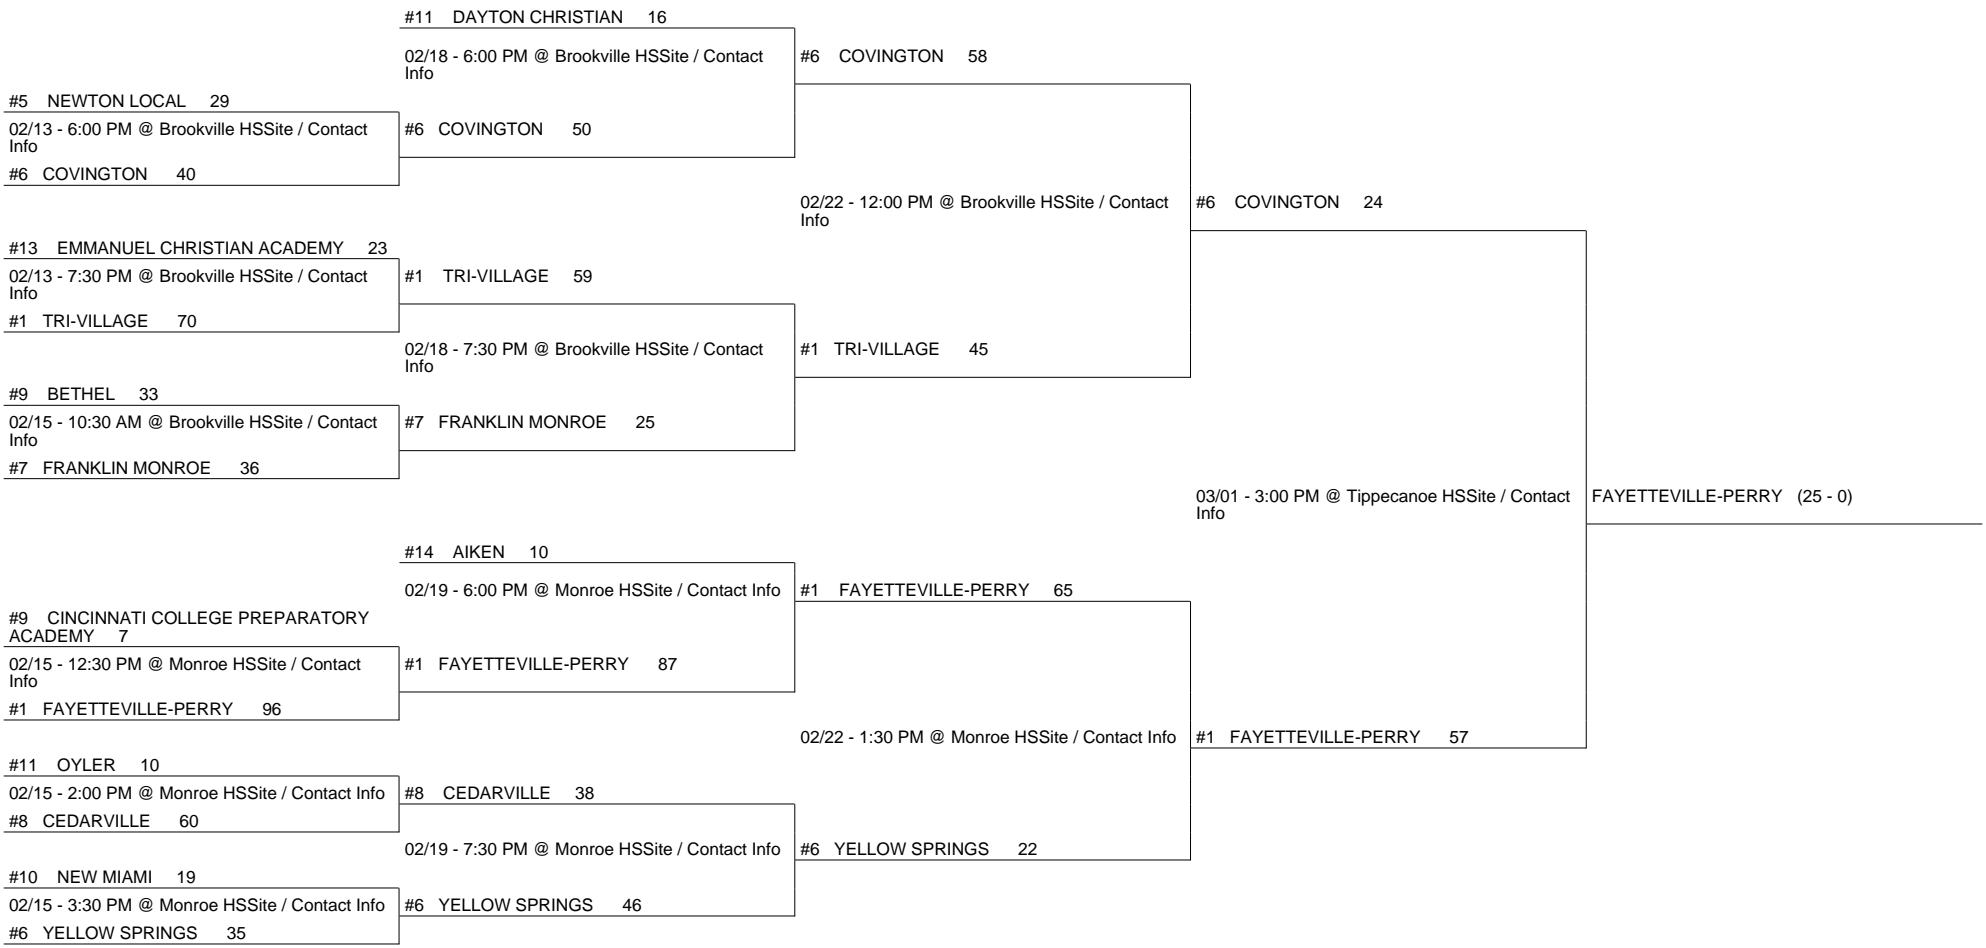 #11 DAYTON CHRISTIAN 16
02/18 - 6:00 PM @ Brookville HSSite / Contact
Info
#6 COVINGTON 58
#5 NEWTON LOCAL 29
02/13 - 6:00 PM @ Brookville HSSite / Contact
Info
#6 COVINGTON 50
#6 COVINGTON 40
02/22 - 12:00 PM @ Brookville HSSite / Contact
Info
#6 COVINGTON 24
#13 EMMANUEL CHRISTIAN ACADEMY 23
02/13 - 7:30 PM @ Brookville HSSite / Contact
Info
#1 TRI-VILLAGE 59
#1 TRI-VILLAGE 70
02/18 - 7:30 PM @ Brookville HSSite / Contact
Info
#1 TRI-VILLAGE 45
#9 BETHEL 33
02/15 - 10:30 AM @ Brookville HSSite / Contact
Info
#7 FRANKLIN MONROE 25
#7 FRANKLIN MONROE 36
03/01 - 3:00 PM @ Tippecanoe HSSite / Contact
Info
FAYETTEVILLE-PERRY (25 - 0)
#14 AIKEN 10
02/19 - 6:00 PM @ Monroe HSSite / Contact Info
#1 FAYETTEVILLE-PERRY 65
#9 CINCINNATI COLLEGE PREPARATORY
ACADEMY 7
02/15 - 12:30 PM @ Monroe HSSite / Contact
Info
#1 FAYETTEVILLE-PERRY 87
#1 FAYETTEVILLE-PERRY 96
02/22 - 1:30 PM @ Monroe HSSite / Contact Info
#1 FAYETTEVILLE-PERRY 57
#11 OYLER 10
02/15 - 2:00 PM @ Monroe HSSite / Contact Info
#8 CEDARVILLE 38
#8 CEDARVILLE 60
02/19 - 7:30 PM @ Monroe HSSite / Contact Info
#6 YELLOW SPRINGS 22
#10 NEW MIAMI 19
02/15 - 3:30 PM @ Monroe HSSite / Contact Info
#6 YELLOW SPRINGS 46
#6 YELLOW SPRINGS 35